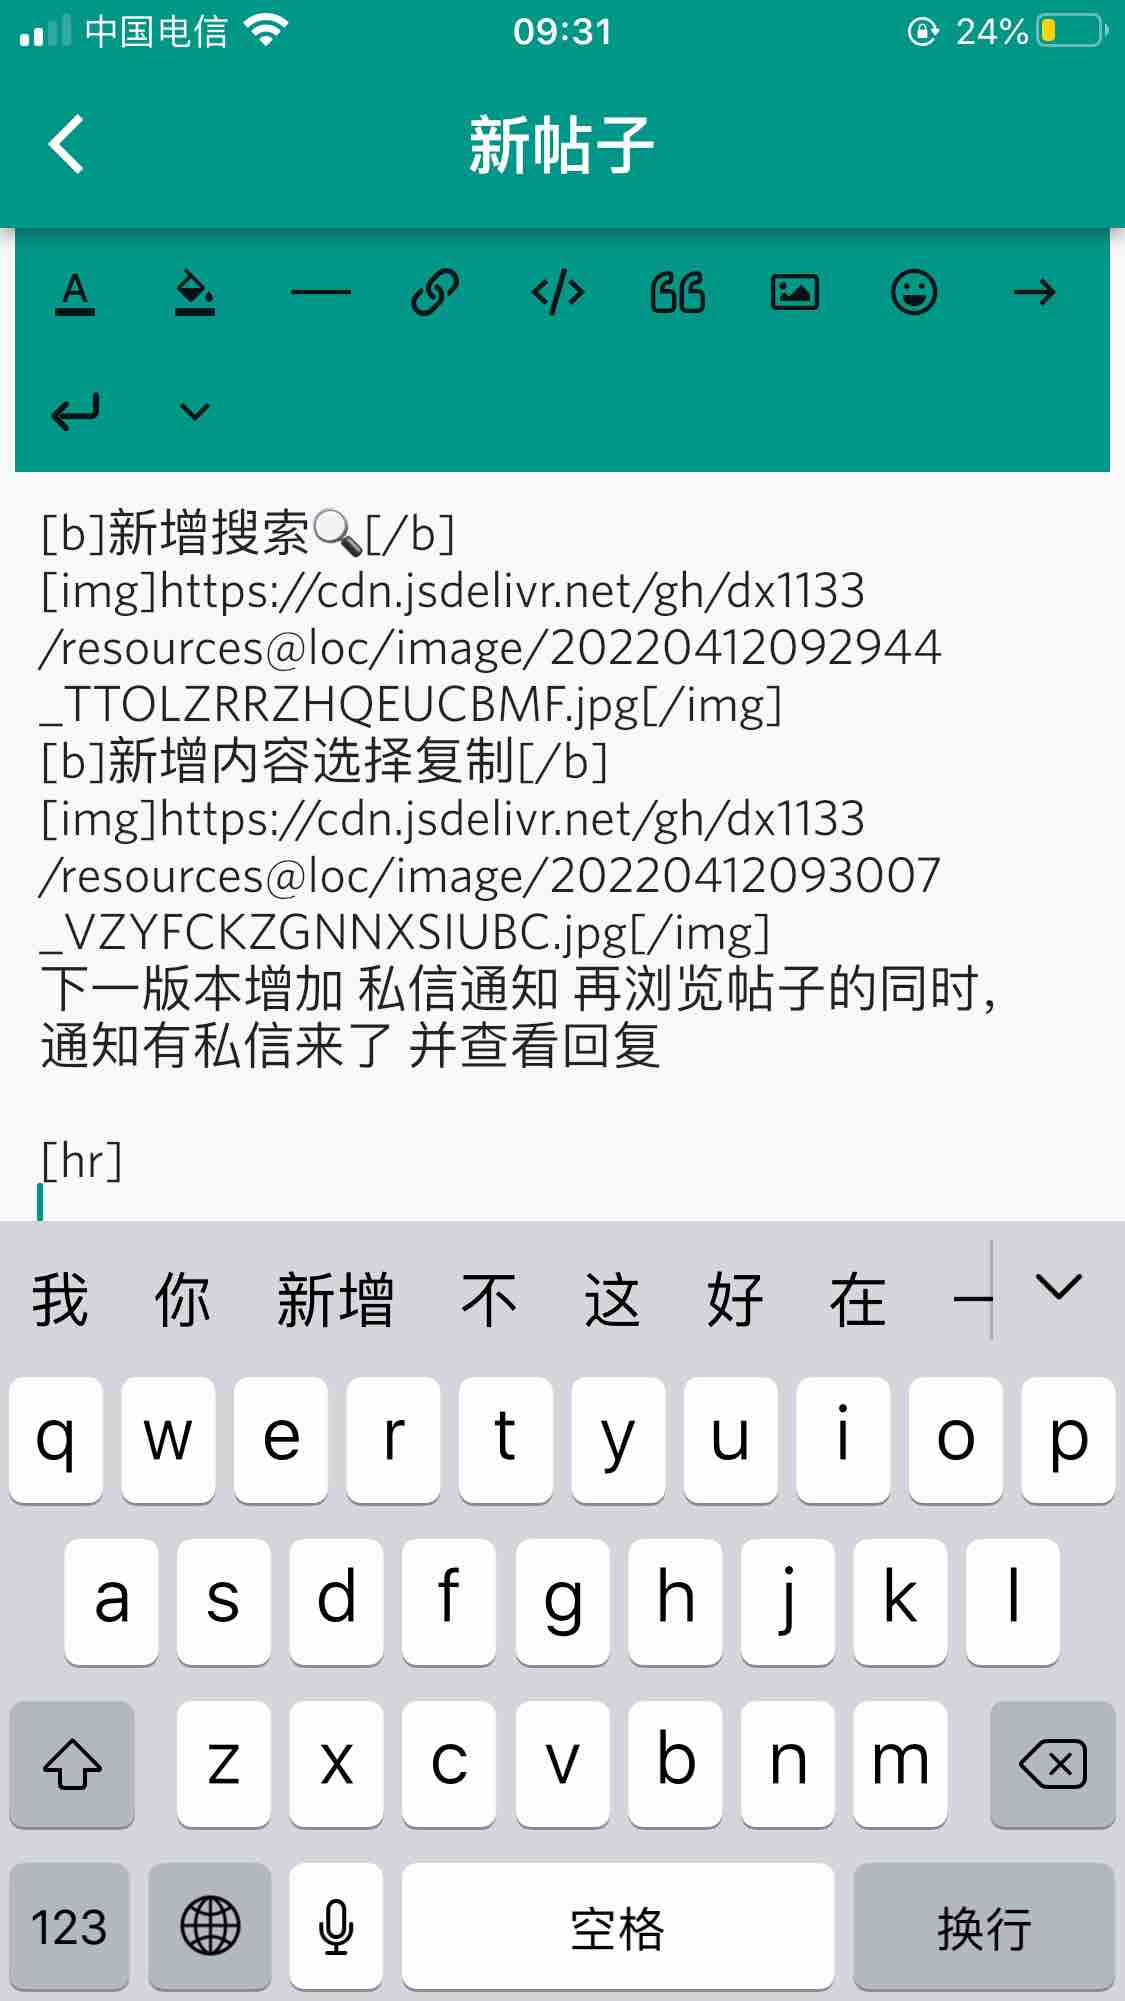 中国电信 09:31 24%
新帖子
A
[b]新增搜索🔍[/b]
[img]https://cdn.jsdelivr.net/gh/dx1133
/resources@loc/image/20220412092944
_TTOLZRRZHQEUCBMF.jpg[/img]
[b]新增内容选择复制[/b]
[img]https://cdn.jsdelivr.net/gh/dx1133
/resources@loc/image/20220412093007
_VZYFCKZGNNXSIUBC.jpg[/img]
下一版本增加 私信通知 再浏览帖子的同时,
通知有私信来了 并查看回复
[hr]
我 你 新增 不 这 好 在 一
q w e r t y u i o p
a s d f g h j k l
z x c v b n m
123 空格 换行